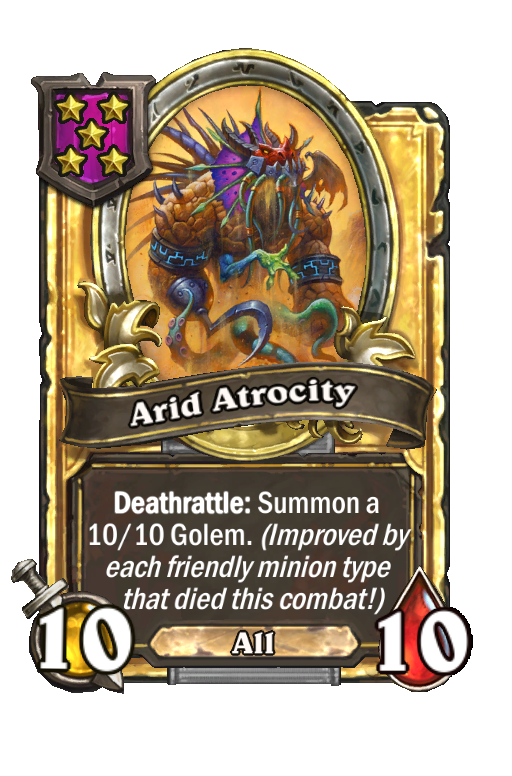 Arid Atrocity
Deathrattle: Summon a
10/10 Golem. (Improved by
each friendly minion type
that died this combat!)
10
All
10